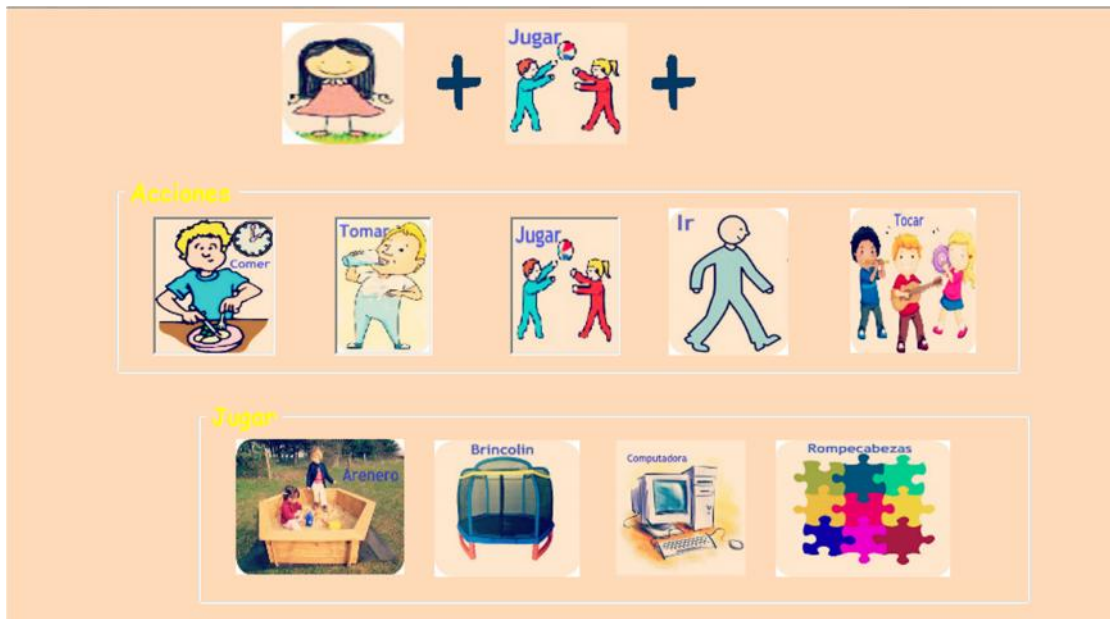 Jugar
Acciones
Comer
Tomar
Jugar
Ir
Tocar
Jugar
Arenero
Brincolin
Computadora
Rompecabezas